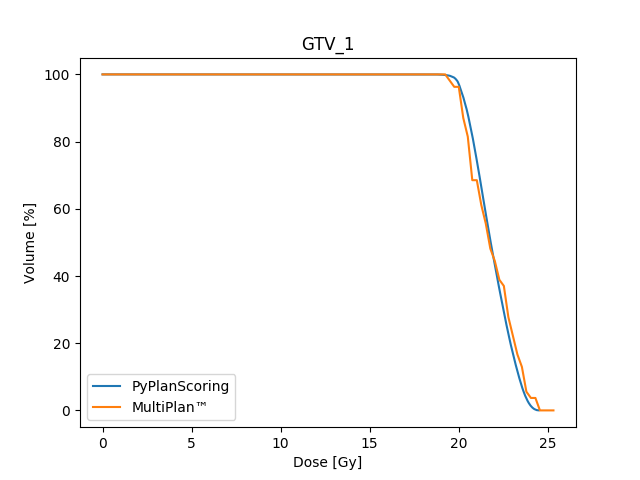 GTV_1
Volume [%]
100
80
60
40
20
0
PyPlanScoring
MultiPlan™
0 5 10 15 20 25
Dose [Gy]